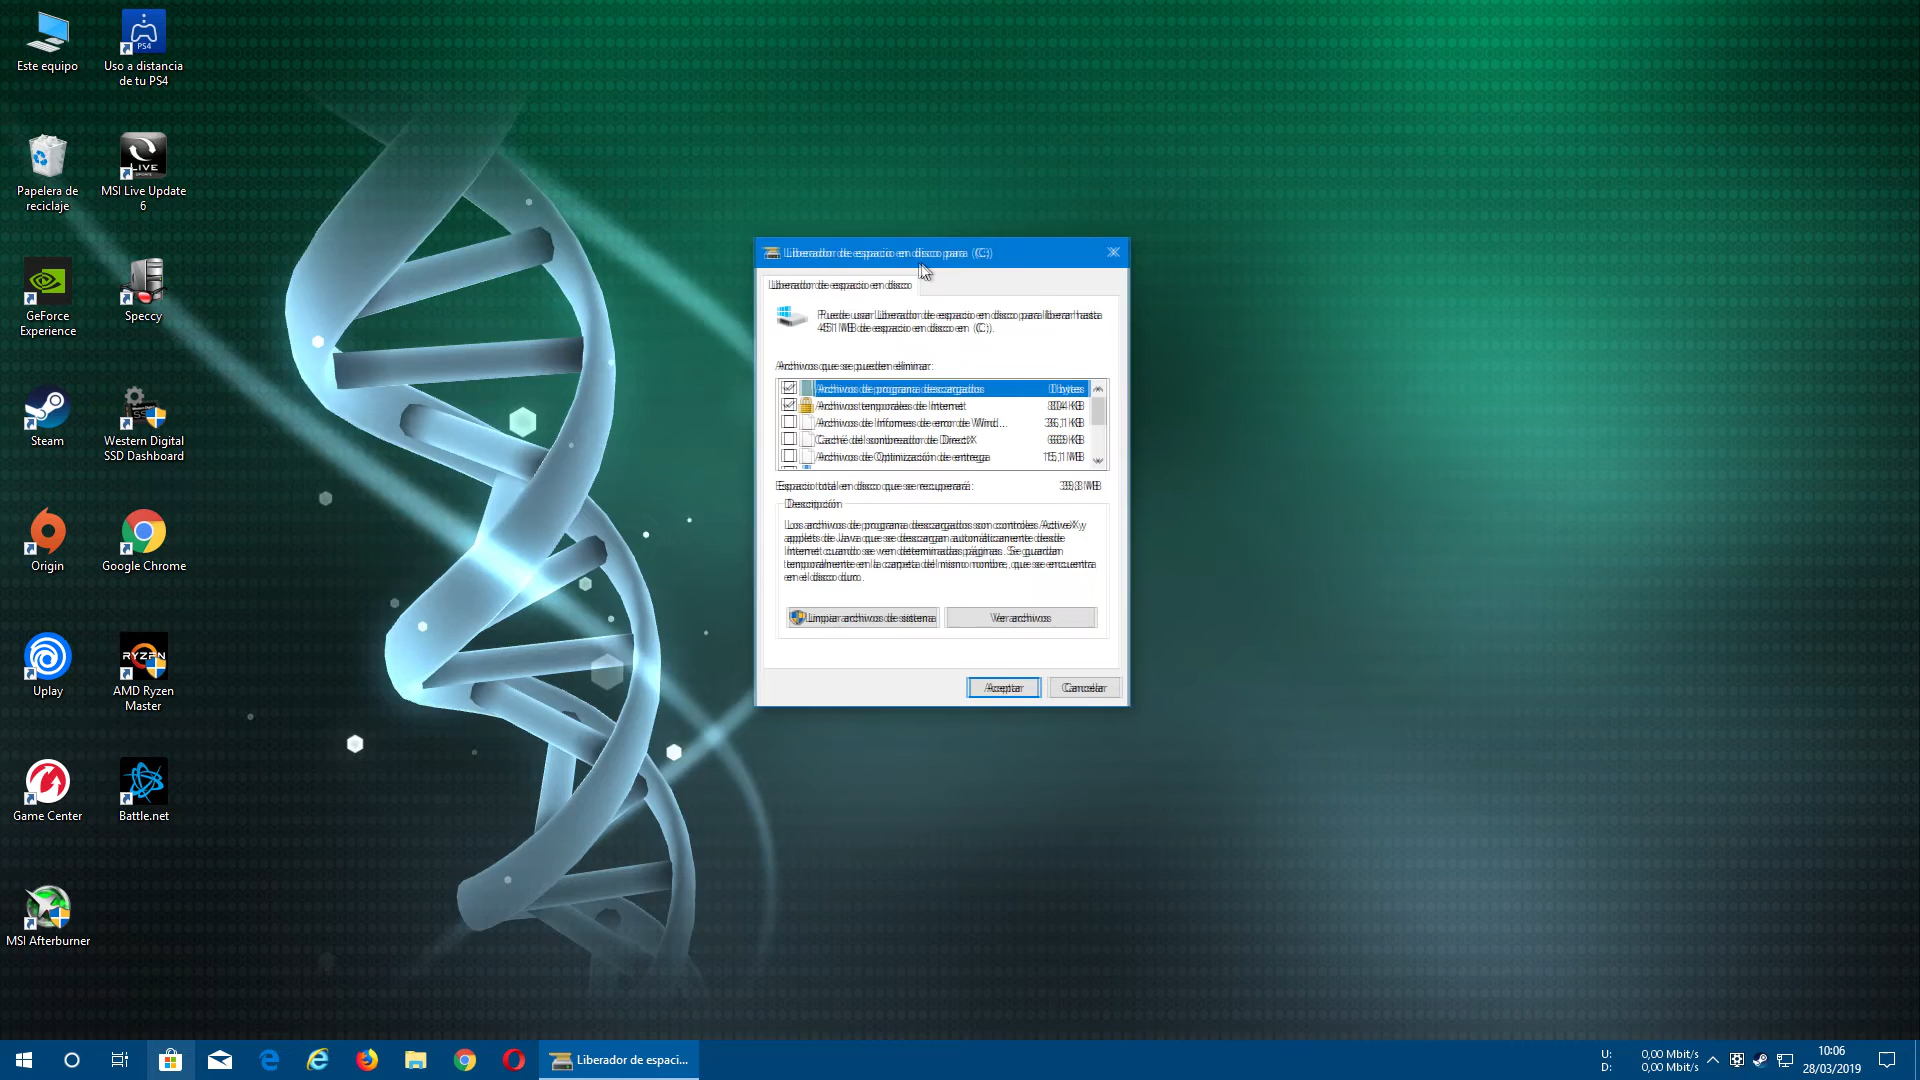 Este equipo
Uso a distancia
de tu PS4
Papelera de
reciclaje
MSI Live Update
6
GeForce
Experience
Speccy
Steam
Western Digital
SSD Dashboard
Origin
Google Chrome
Uplay
AMD Ryzen
Master
Game Center
Battle.net
MSI Afterburner
PS4
LIVE
UPDATE
RYZEN
Liberador de espacio en disco para (C:)
Liberador de espacio en disco
Puede usar Liberador de espacio en disco para liberar hasta
451 MB de espacio en disco en (C:).
Archivos que se pueden eliminar:
Archivos de programa descargados 0 bytes
Archivos temporales de Internet KB
Archivos de Informes de error de Wind... KB
Caché del sombreador de DirectX KB
Archivos de Optimización de entrega 15,1 MB
Espacio total en disco que se recuperará: MB
Descripción
Los archivos de programa descargados son controles ActiveX y
applets de Java que se descargan automáticamente desde
Internet cuando se ven determinadas páginas. Se guardan
temporalmente en la carpeta del mismo nombre, que se encuentra
en el disco duro.
Limpiar archivos de sistema
Ver archivos
Aceptar
Cancelar
Liberador de espaci...
U: 0,00 Mbit/s
D: 0,00 Mbit/s
10:06
28/03/2019